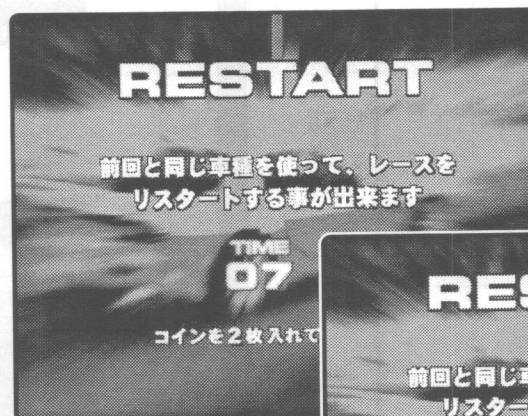 RESTART
前回と同じ車種を使って、レースを
リスタートする事が出来ます
TIME
07
コインを2枚入れて
RES
前回と同じ
リスター